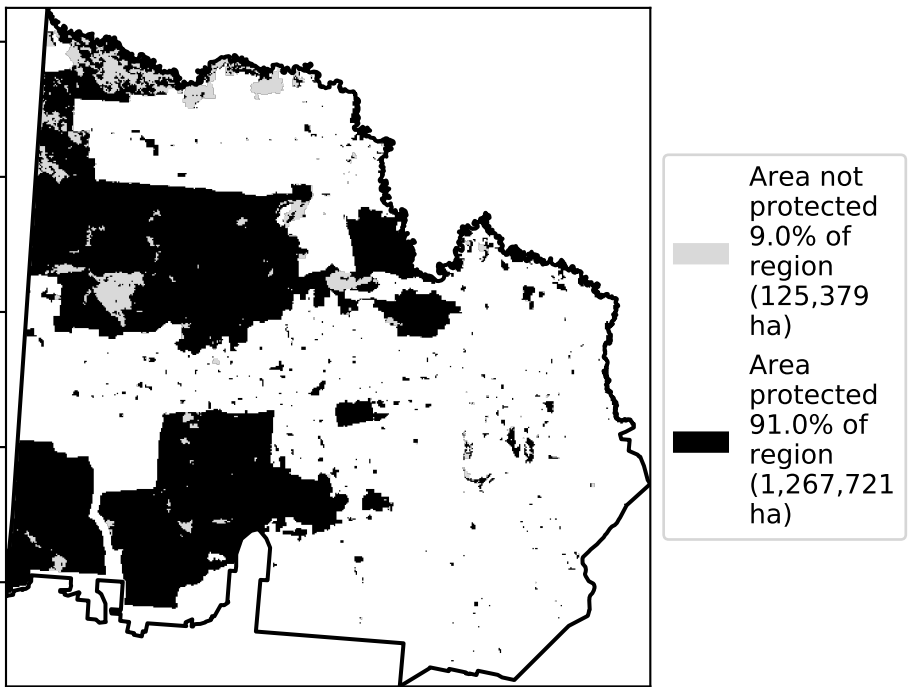 Area not
protected
9.0% of
region
(125,379
ha)
Area
protected
91.0% of
region
(1,267,721
ha)